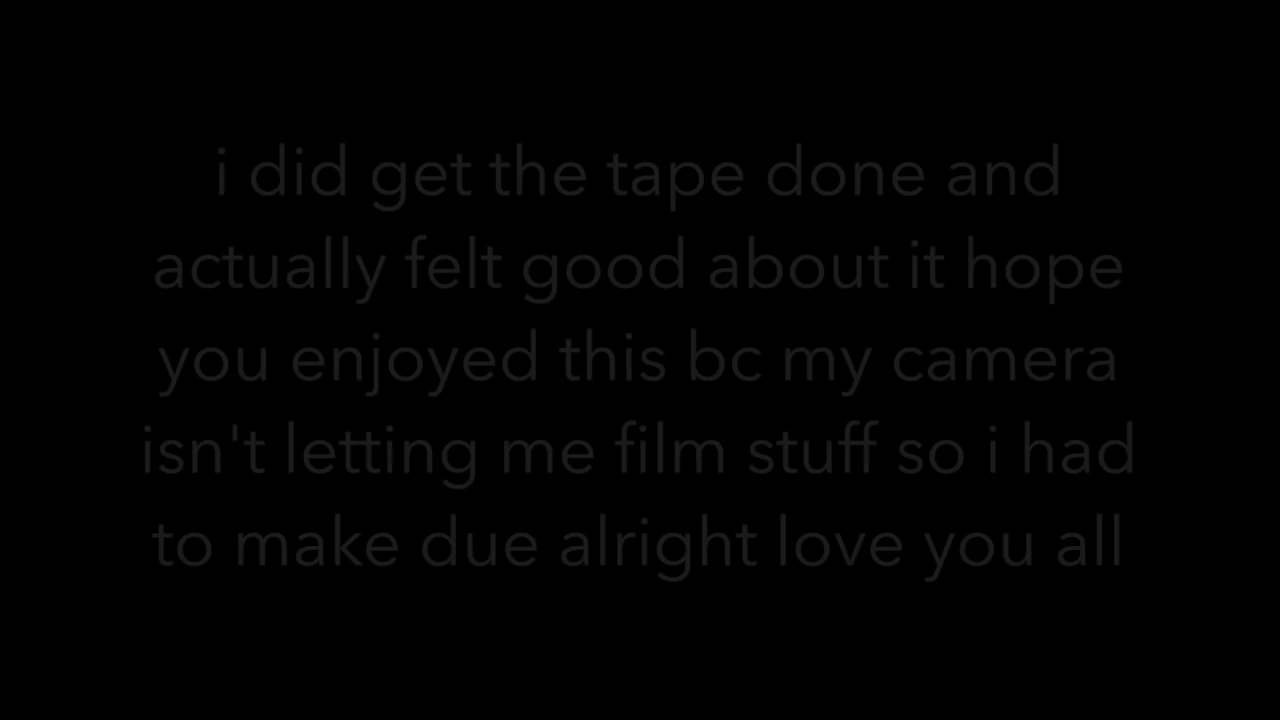 i did get the tape done and
actually felt good about it hope
you enjoyed this bc my camera
isn't letting me film stuff so i had
to make due alright love you all